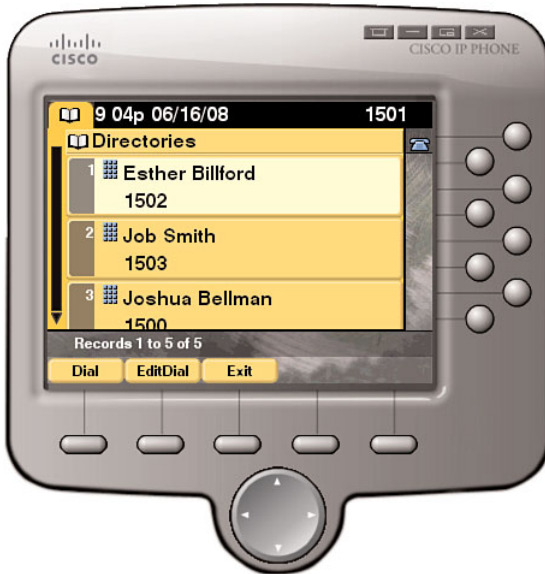 CISCO
CISCO IP PHONE
9 04p 06/16/08 1501
Directories
1 Esther Billford
1502
2 Job Smith
1503
3 Joshua Bellman
1500
Records 1 to 5 of 5
Dial EditDial Exit